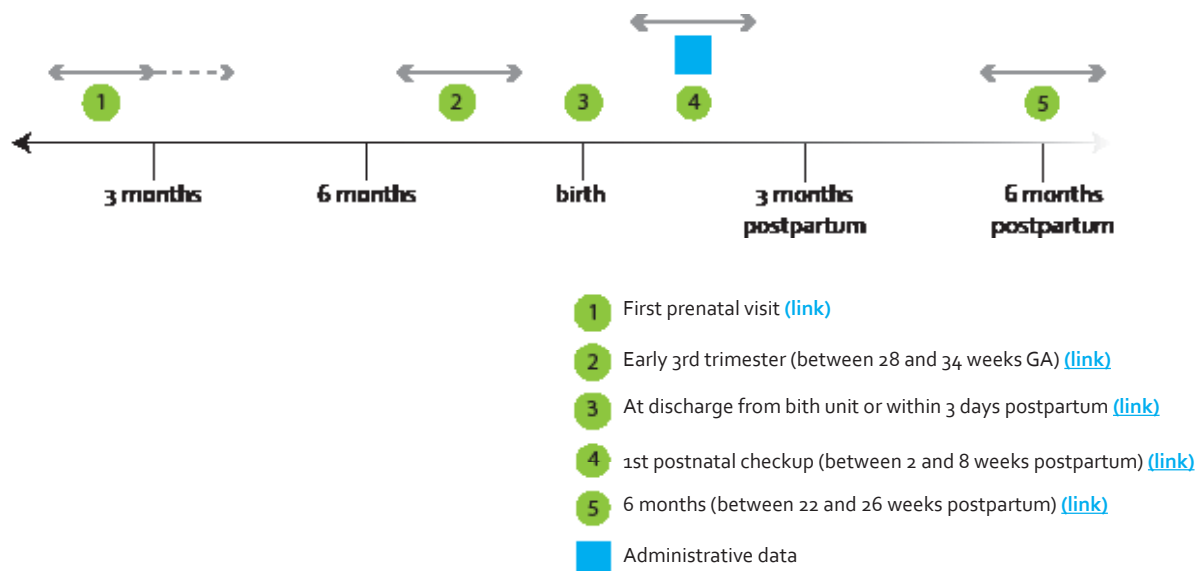 1
2
3
4
5
3 months
6 months
birth
3 months
postpartum
6 months
postpartum
1 First prenatal visit (link)
2 Early 3rd trimester (between 28 and 34 weeks GA) (link)
3 At discharge from bith unit or within 3 days postpartum (link)
4 1st postnatal checkup (between 2 and 8 weeks postpartum) (link)
5 6 months (between 22 and 26 weeks postpartum) (link)
Administrative data